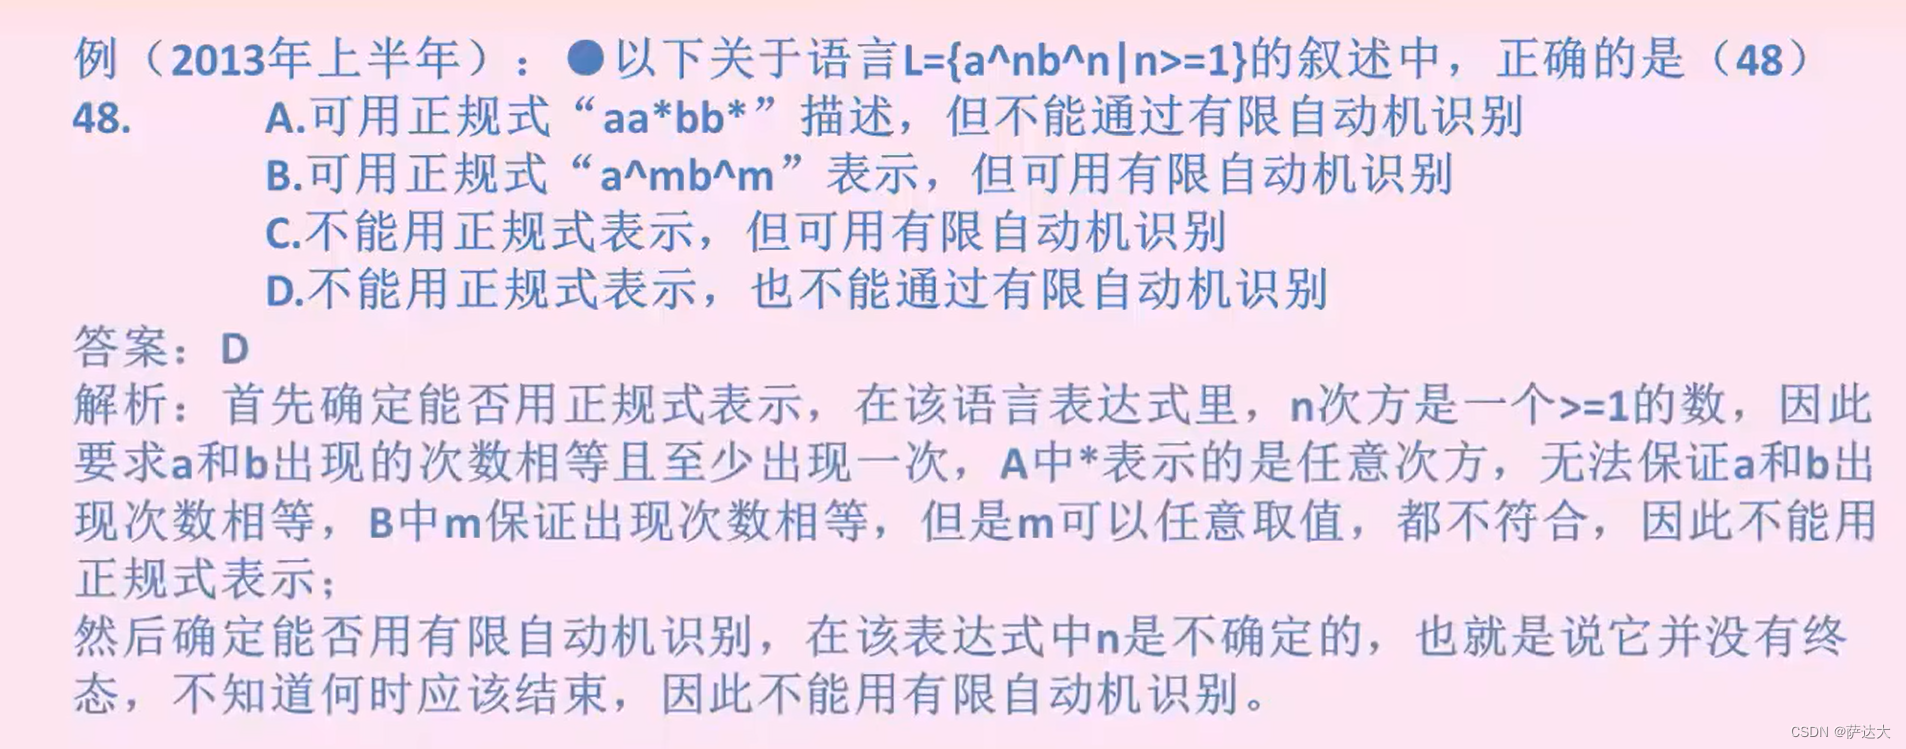 例（2013年上半年）：●以下关于语言L={a^nb^n|n>=1}的叙述中，正确的是（48）
48. A.可用正规式“aa*bb*”描述，但不能通过有限自动机识别
B.可用正规式“a^mb^m”表示，但可用有限自动机识别
C.不能用正规式表示，但可用有限自动机识别
D.不能用正规式表示，也不能通过有限自动机识别
答案：D
解析：首先确定能否用正规式表示，在该语言表达式里，n次方是一个>=1的数，因此
要求a和b出现的次数相等且至少出现一次，A中*表示的是任意次方，无法保证a和b出
现次数相等，B中m保证出现次数相等，但是m可以任意取值，都不符合，因此不能用
正规式表示；
然后确定能否用有限自动机识别，在该表达式中n是不确定的，也就是说它并没有终
态，不知道何时应该结束，因此不能用有限自动机识别。
CSDN @萨达大